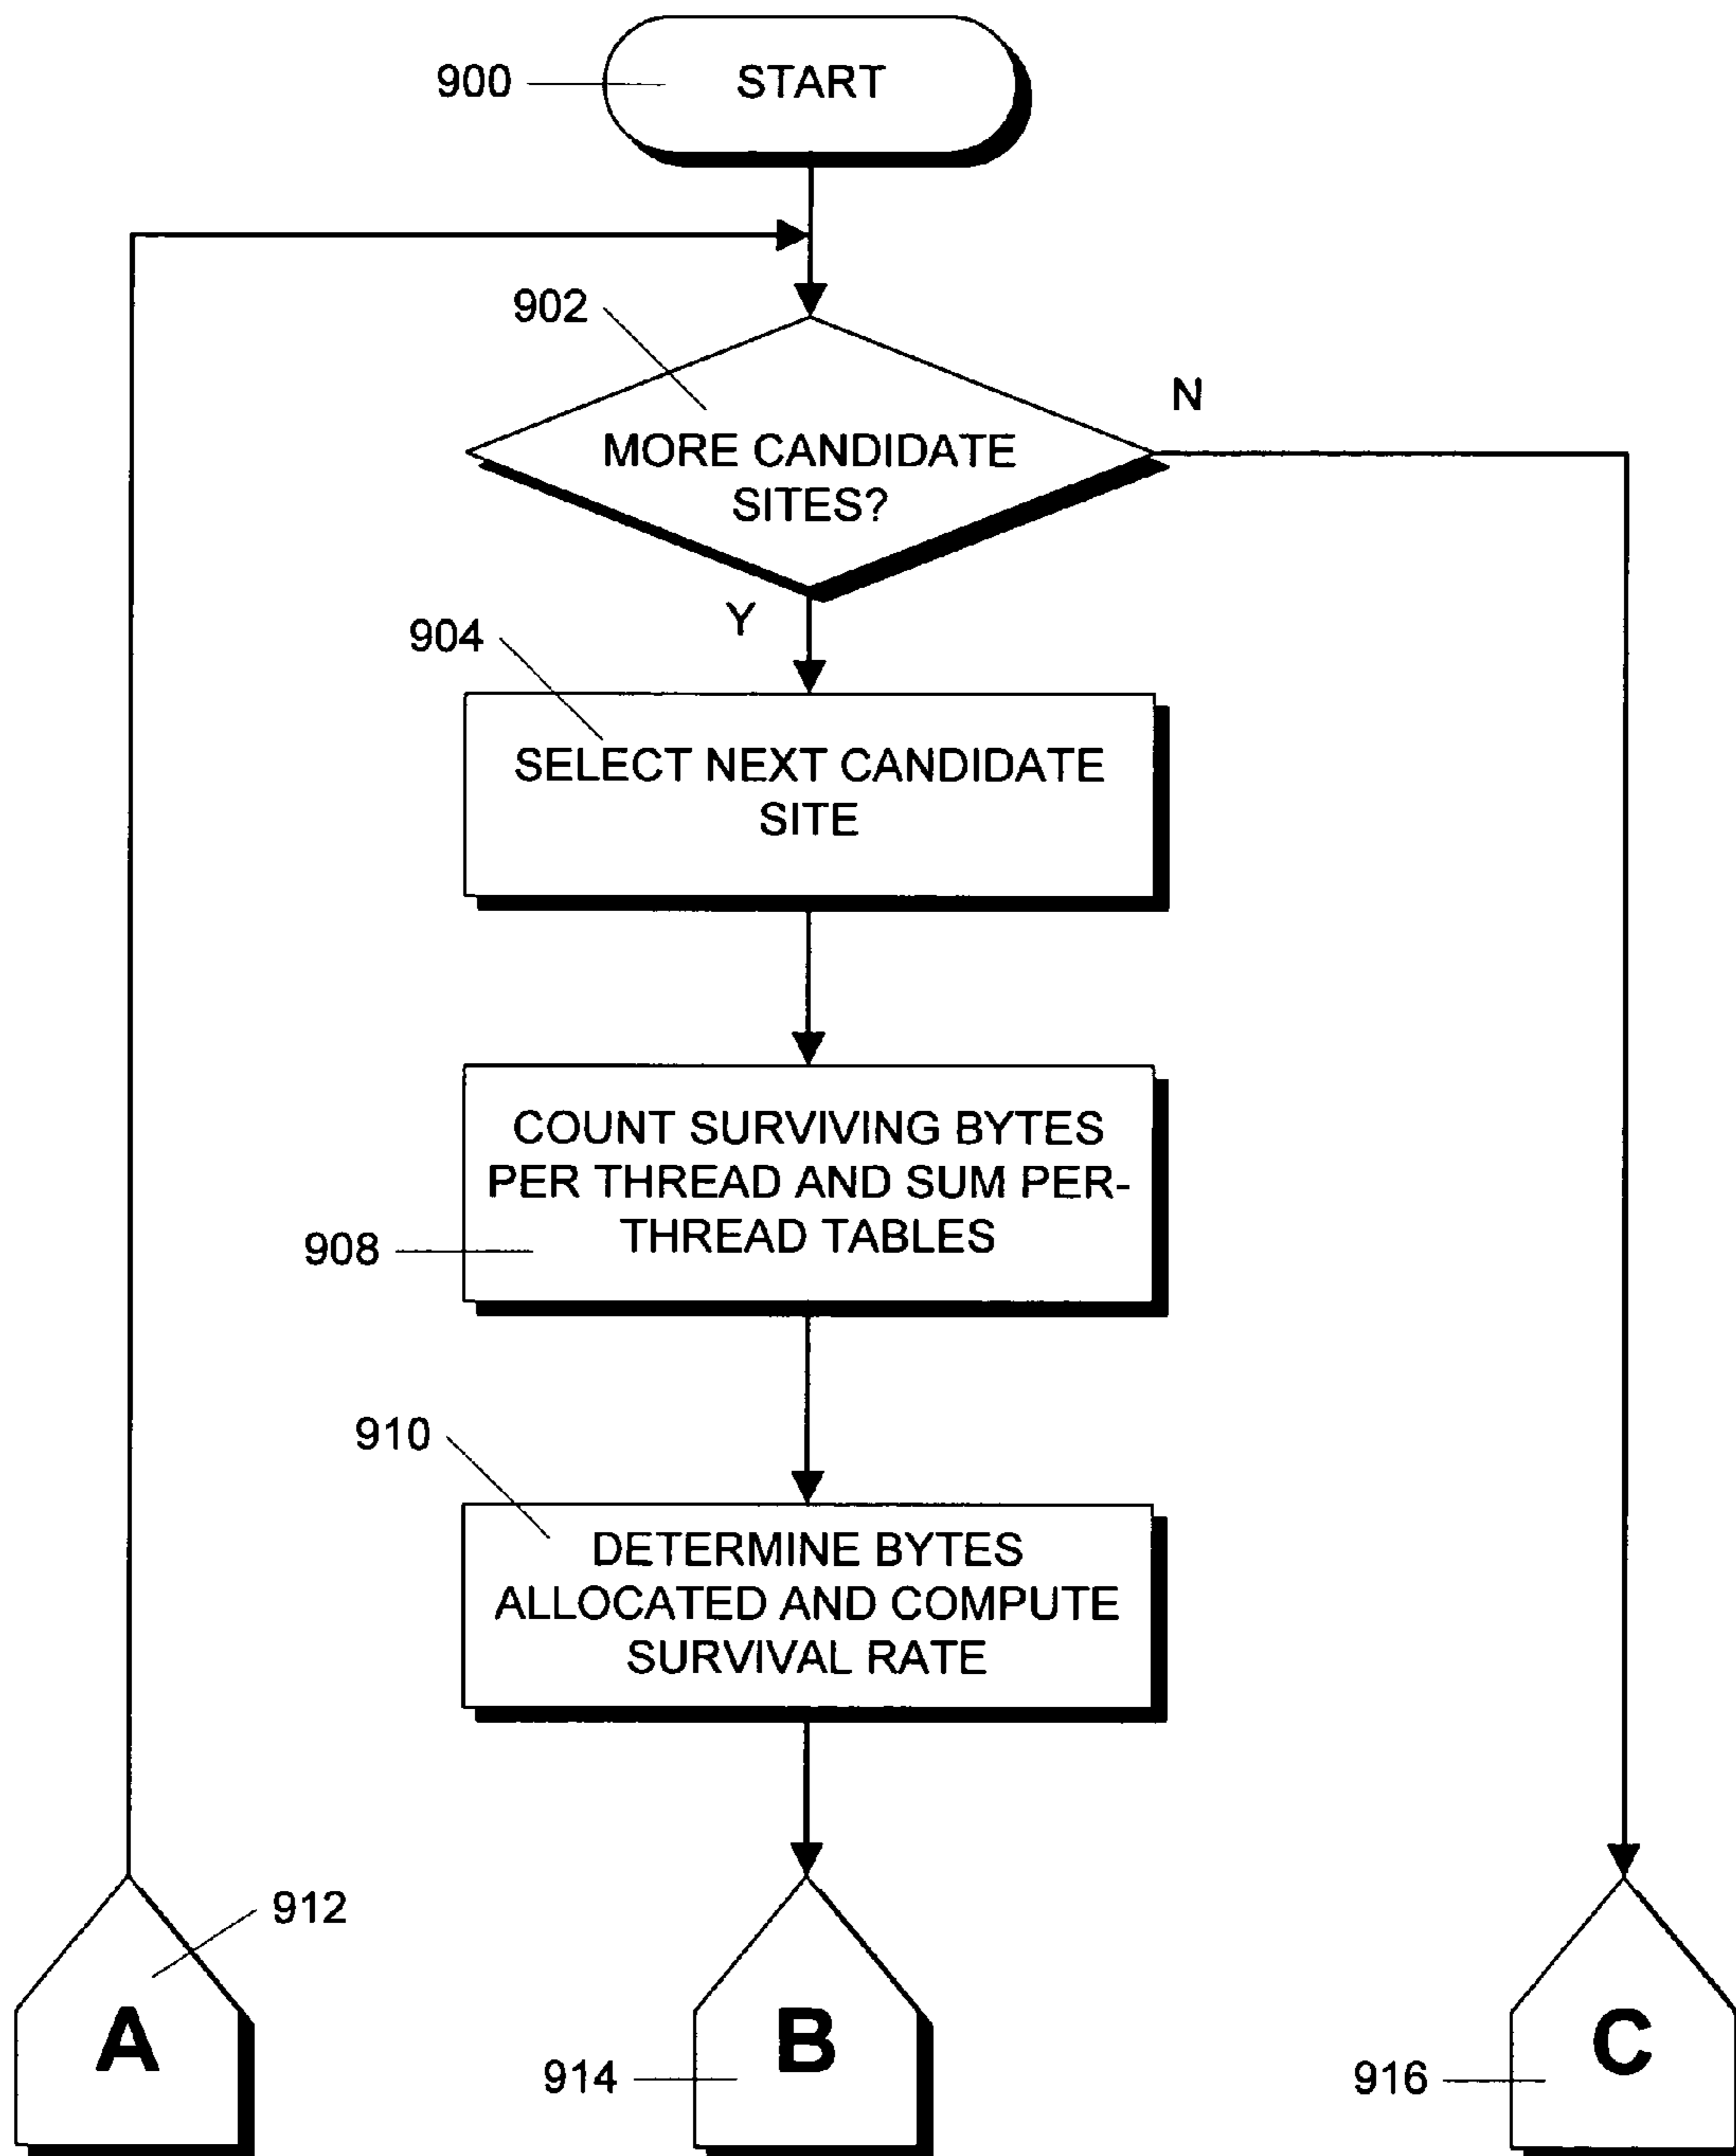 900
START
902
N
MORE CANDIDATE
SITES?
Y
904
SELECT NEXT CANDIDATE
SITE
COUNT SURVIVING BYTES
PER THREAD AND SUM PER-
THREAD TABLES
908
910
DETERMINE BYTES
ALLOCATED AND COMPUTE
SURVIVAL RATE
912
A
B
914
C
916